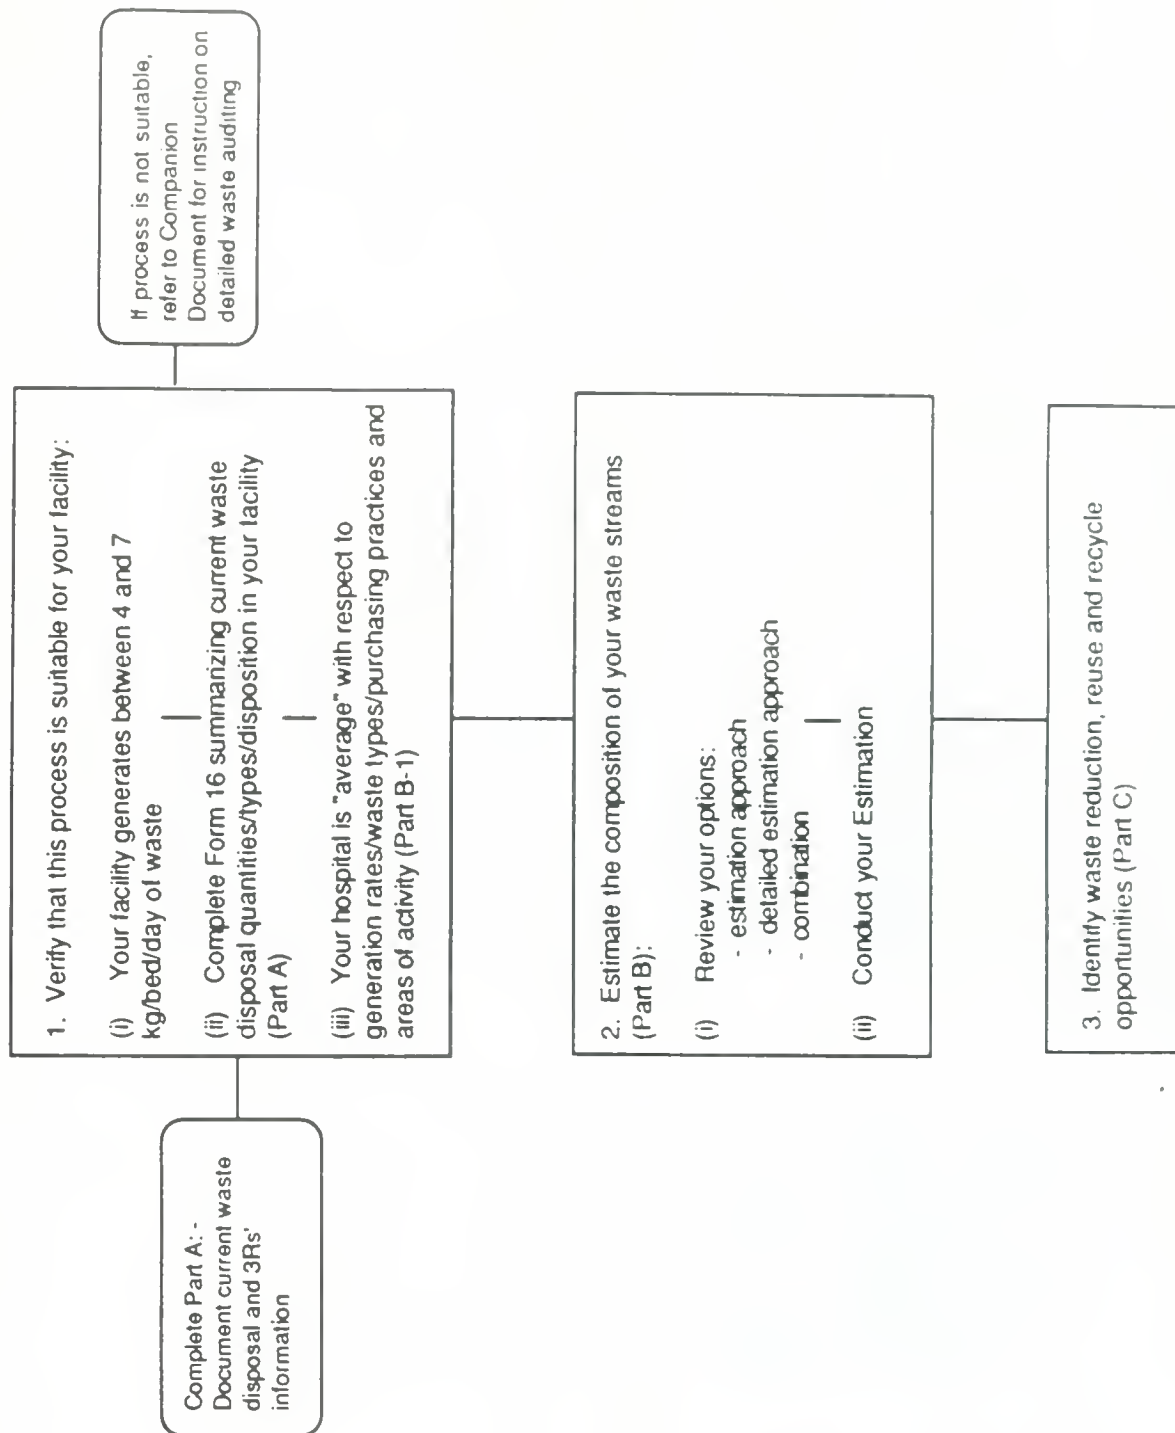 Complete Part A: -
Document current waste
disposal and 3Rs'
information
1. Verify that this process is suitable for your facility:
(i) Your facility generates between 4 and 7
kg/bed/day of waste
(ii) Complete Form 16 summarizing current waste
disposal quantities/types/disposition in your facility
(Part A)
(iii) Your hospital is "average" with respect to
generation rates/waste types/purchasing practices and
areas of activity (Part B-1)
If process is not suitable,
refer to Companion
Document for instruction on
detailed waste auditing
2. Estimate the composition of your waste streams
(Part B):
(i) Review your options:
- estimation approach
- detailed estimation approach
- combination
(ii) Conduct your Estimation
3. Identify waste reduction, reuse and recycle
opportunities (Part C)